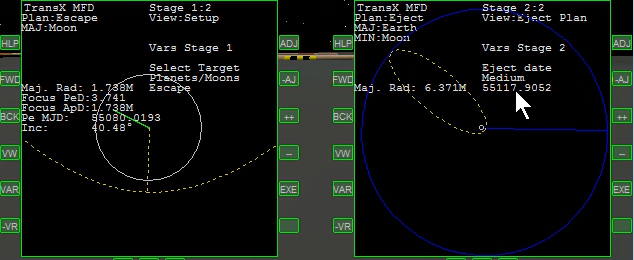 TransX MFD Stage 1:2
Plan:Escape View:Setup
MAJ:Moon
Vars Stage 1
Select Target
Planets/Moons
Maj. Rad: 1.738M Escape
Focus PeD:3.741
Focus ApD:1.738M
Pe MJD: 55080.0193
Inc: 40.48°
HLP
FWD
BCK
VW
VAR
-VR
ADJ
-AJ
++
--
EXE
TransX MFD Stage 2:2
Plan:Eject View:Eject Plan
MAJ:Earth
MIN:Moon
Vars Stage 2
Eject date
Medium
Maj. Rad: 6.371M 55117.9052
HLP
FWD
BCK
VW
VAR
-VR
ADJ
-AJ
++
--
EXE